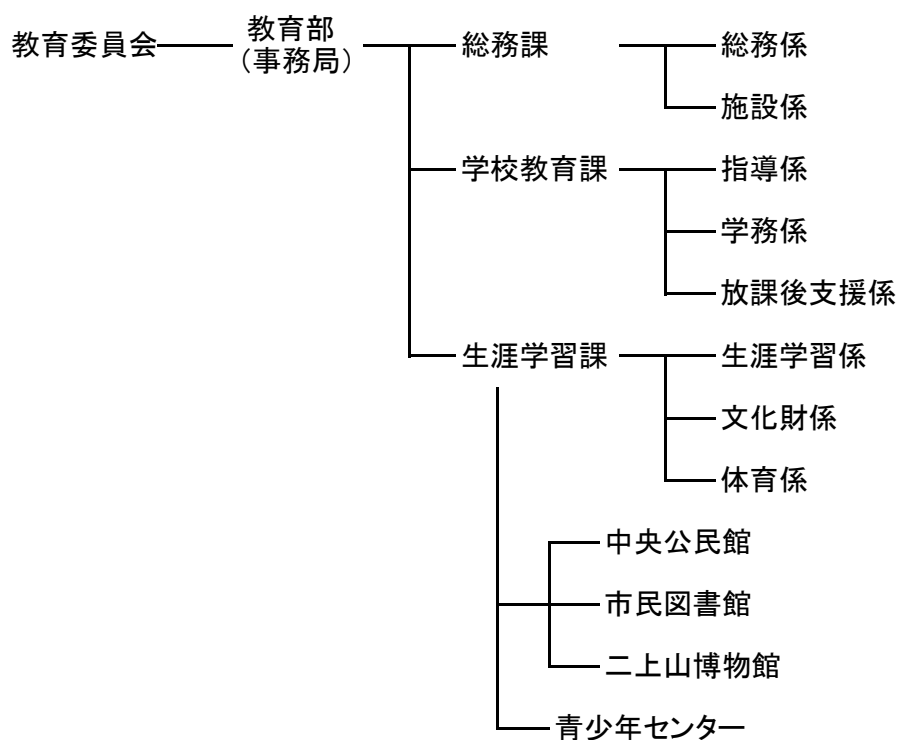 教育委員会
教育部
（事務局）
総務課
総務係
施設係
学校教育課
指導係
学務係
放課後支援係
生涯学習課
生涯学習係
文化財係
体育係
中央公民館
市民図書館
二上山博物館
青少年センター